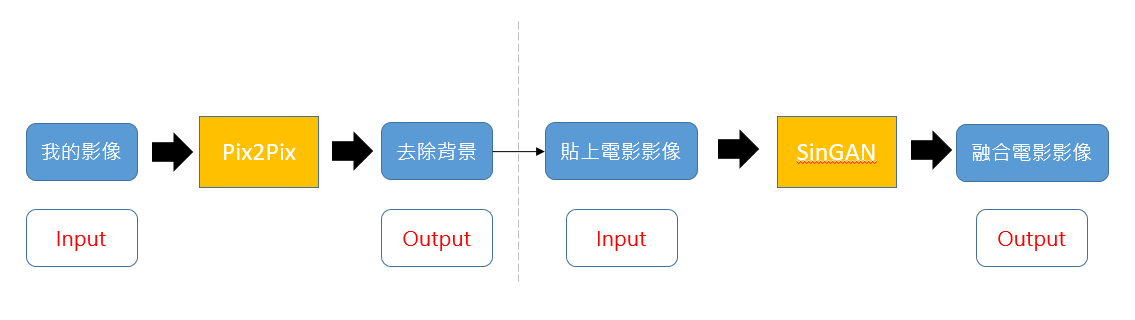 我的影像
Pix2Pix
去除背景
貼上電影影像
SinGAN
融合電影影像
Input
Output
Input
Output